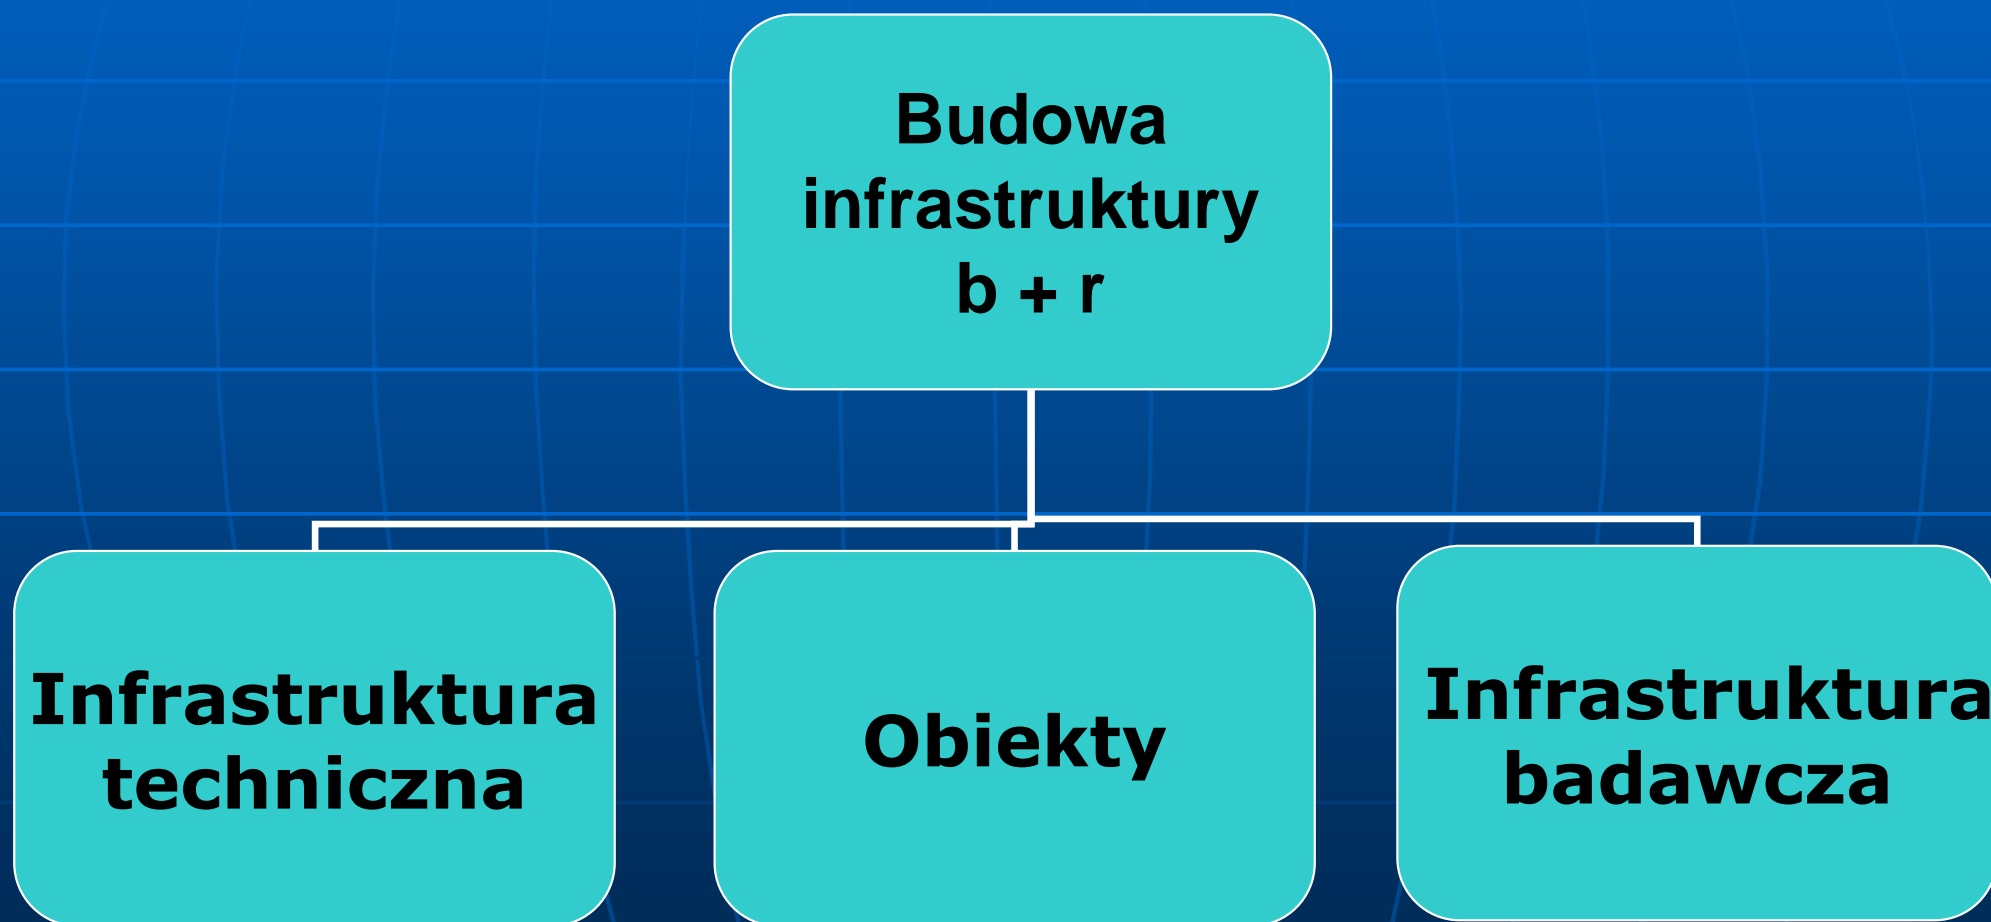 Budowa
infrastruktury
b + r
Infrastruktura
techniczna
Obiekty
Infrastruktura
badawcza